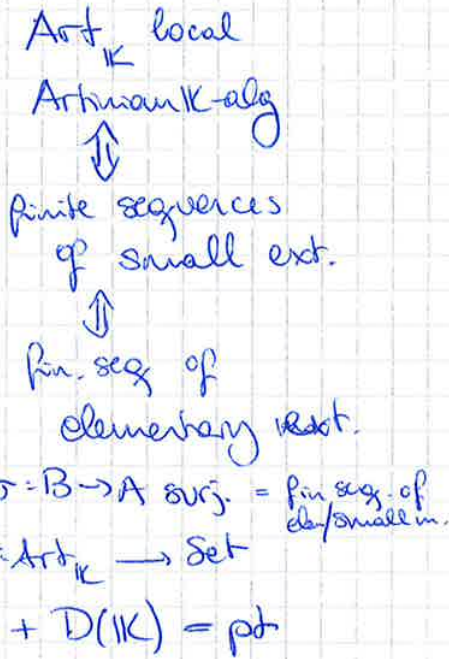 Art_𝕂 local
Artinian 𝕂-alg
⇕
finite sequences
of small ext.
⇕
fin. seq of
elementary ext.
σ: B → A surj. = fin seq. of
elem/small m.
: Art_𝕂 → Set
+ D(𝕂) = pt